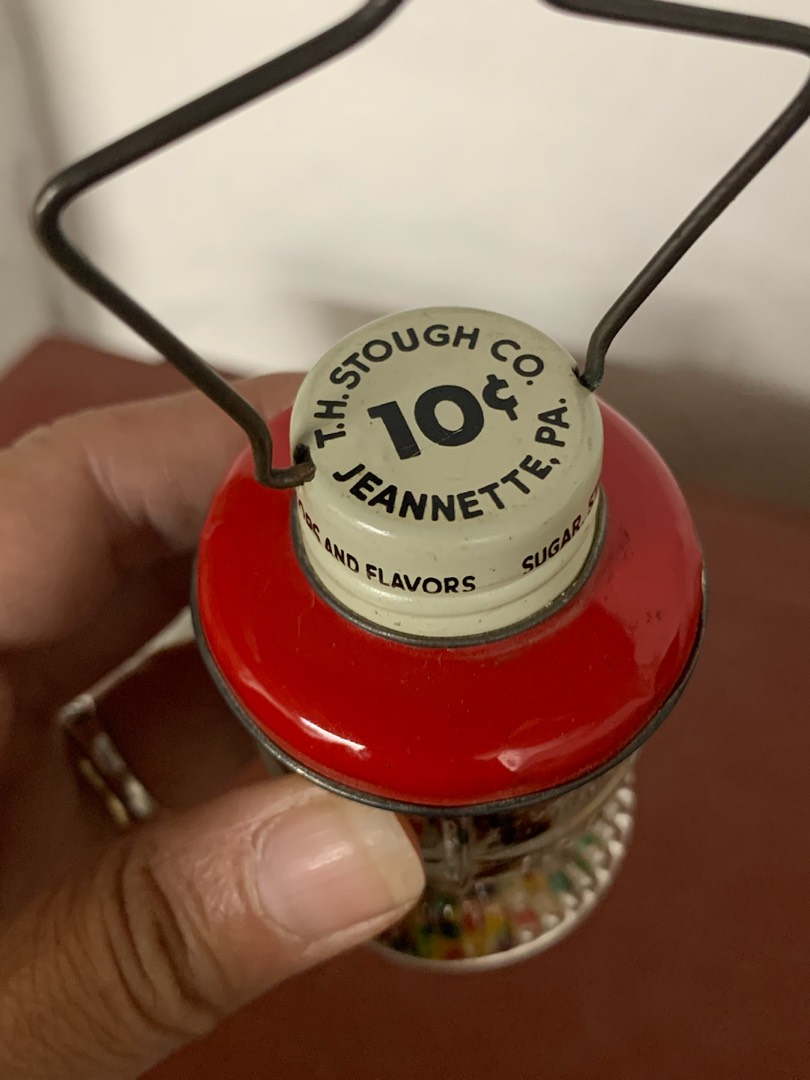 T.H. STOUGH CO.
10¢
JEANNETTE, PA.
AND FLAVORS
SUGAR,